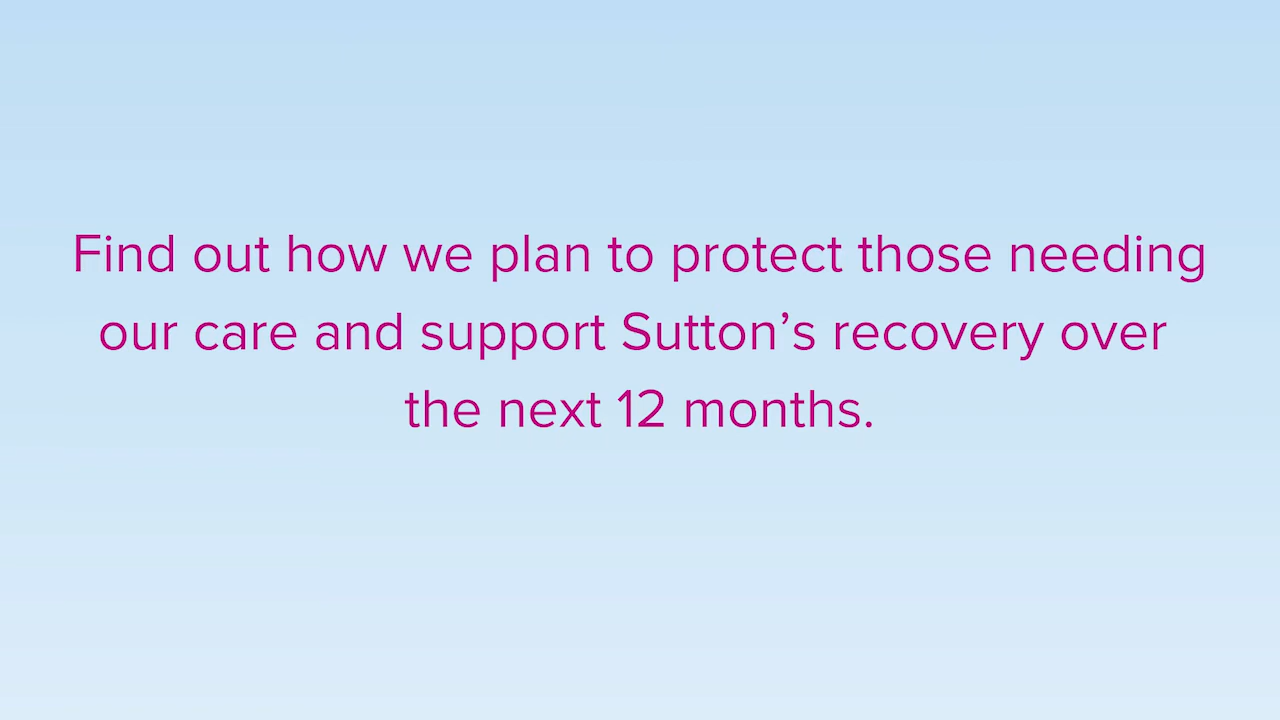 Find out how we plan to protect those needing
our care and support Sutton’s recovery over
the next 12 months.